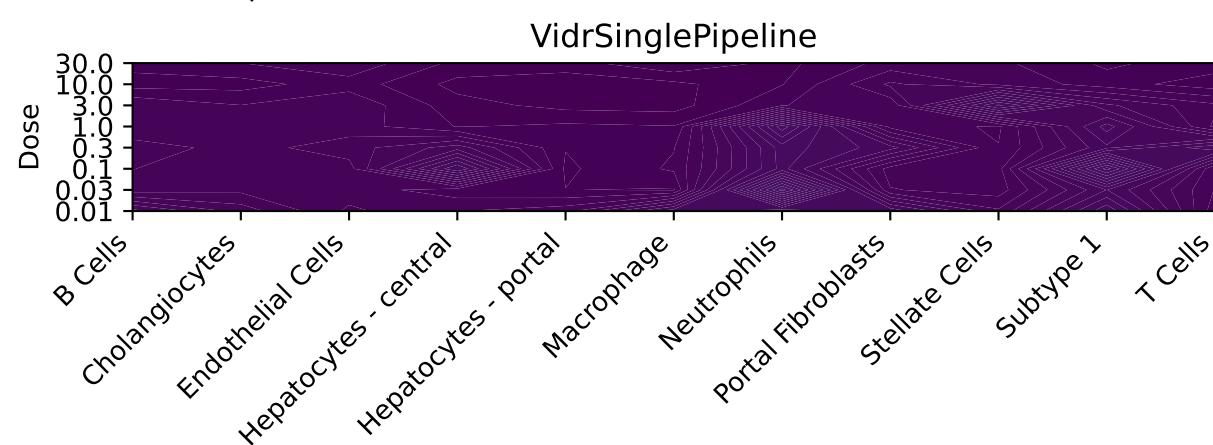 VidrSinglePipeline
Dose
30.0
10.0
3.0
1.0
0.3
0.1
0.03
0.01
B Cells
Cholangiocytes
Endothelial Cells
Hepatocytes - central
Hepatocytes - portal
Macrophage
Neutrophils
Portal Fibroblasts
Stellate Cells
Subtype 1
T Cells